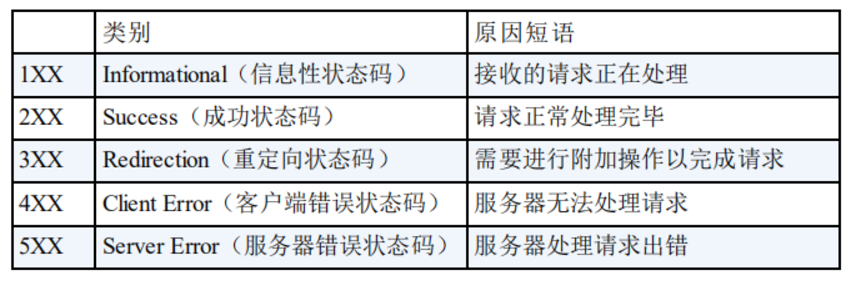 类别 原因短语
1XX Informational（信息性状态码） 接收的请求正在处理
2XX Success（成功状态码） 请求正常处理完毕
3XX Redirection（重定向状态码） 需要进行附加操作以完成请求
4XX Client Error（客户端错误状态码） 服务器无法处理请求
5XX Server Error（服务器错误状态码） 服务器处理请求出错